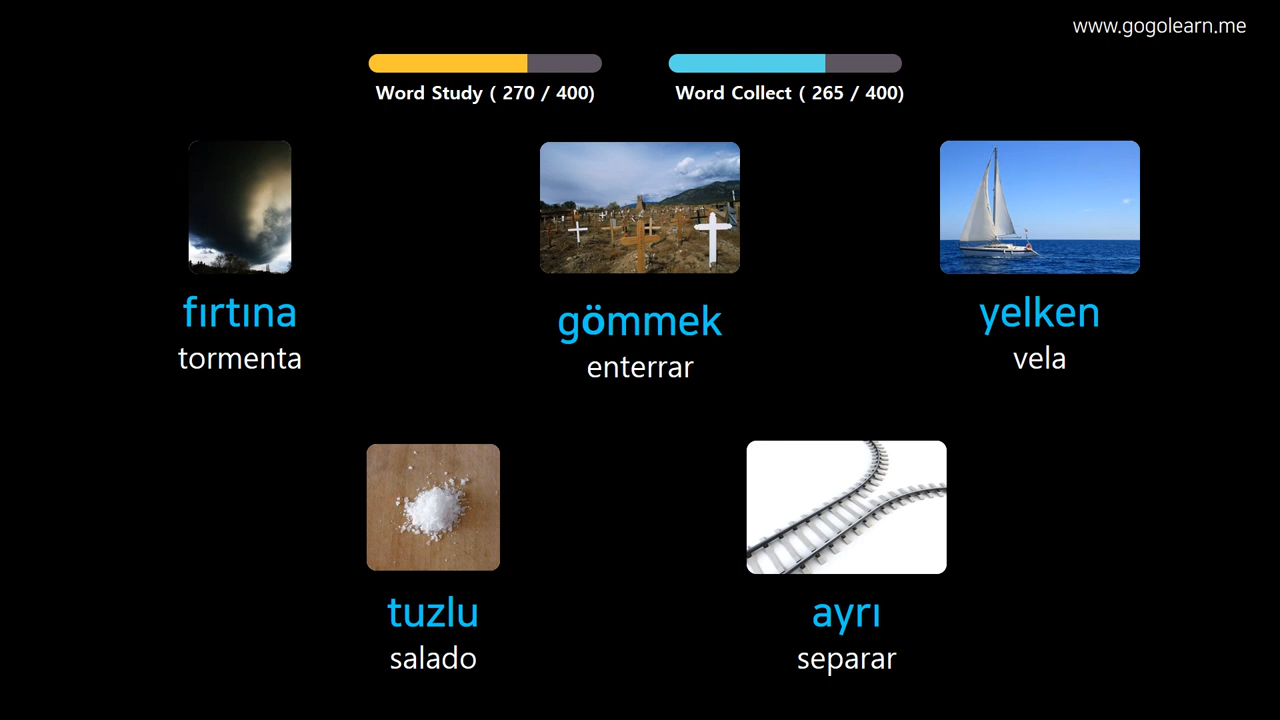 www.gogolearn.me
Word Study ( 270 / 400)
Word Collect ( 265 / 400)
fırtına
tormenta
gömmek
enterrar
yelken
vela
tuzlu
salado
ayrı
separar